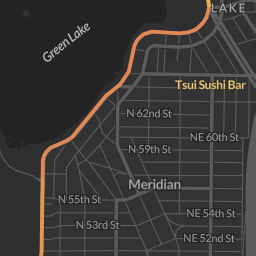 LAKE
Green Lake
Tsui Sushi Bar
N 62nd St
NE 60th St
N 59th St
Meridian
N 55th St
NE 54th St
N 53rd St
NE 52nd St